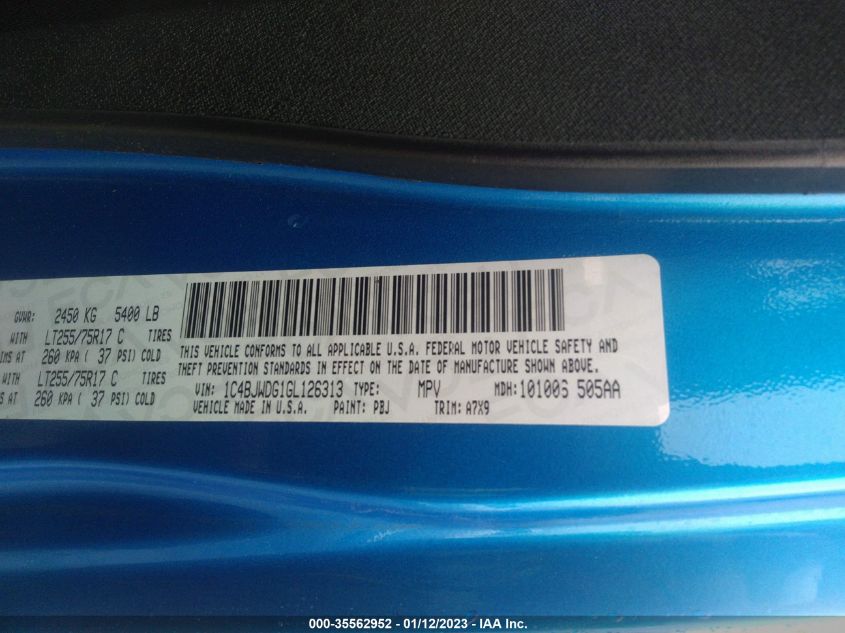 GVWR: 2450 KG 5400 LB
WITH LT255/75R17 C TIRES
IMS AT 260 KPA ( 37 PSI) COLD
WITH LT255/75R17 C TIRES
AT 260 KPA ( 37 PSI) COLD
THIS VEHICLE CONFORMS TO ALL APPLICABLE U.S.A. FEDERAL MOTOR VEHICLE SAFETY AND
THEFT PREVENTION STANDARDS IN EFFECT ON THE DATE OF MANUFACTURE SHOWN ABOVE.
VIN: 1C4BJWDG1GL126313 TYPE: MPV MDH: 101006 505AA
VEHICLE MADE IN U.S.A. PAINT: PBJ TRIM: A7X9
000-35562952 - 01/12/2023 - IAA Inc.